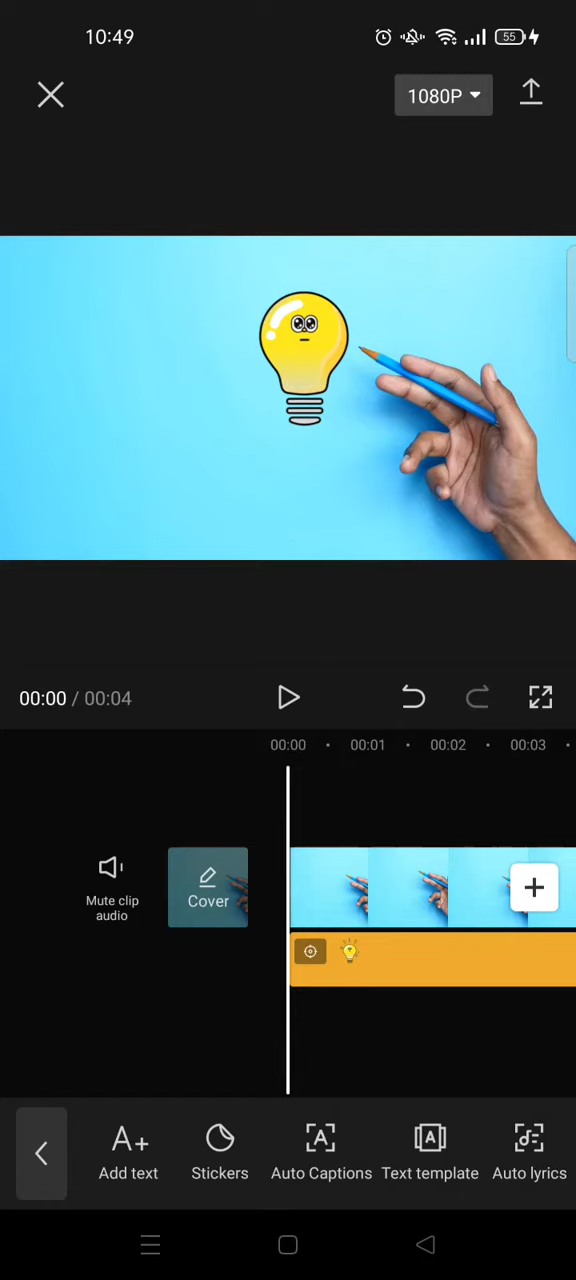 10:49
55
1080P
00:00 / 00:04
00:00 00:01 00:02 00:03
Mute clip
audio
Cover
A+
A
A
Add text
Stickers
Auto Captions
Text template
Auto lyrics